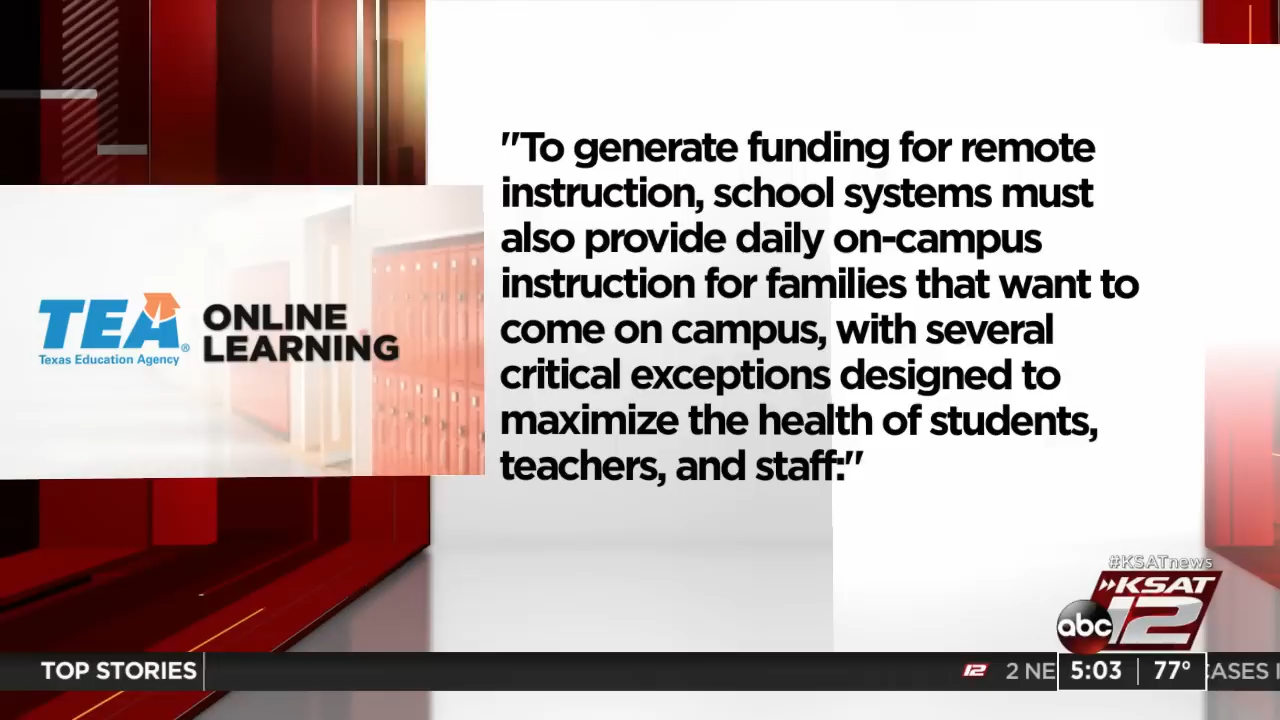 "To generate funding for remote
instruction, school systems must
also provide daily on-campus
instruction for families that want to
come on campus, with several
critical exceptions designed to
maximize the health of students,
teachers, and staff:"
TEA®
Texas Education Agency
ONLINE
LEARNING
#KSATnews
KSAT
abc 12
TOP STORIES
12 2 NE
5:03 77°
CASES